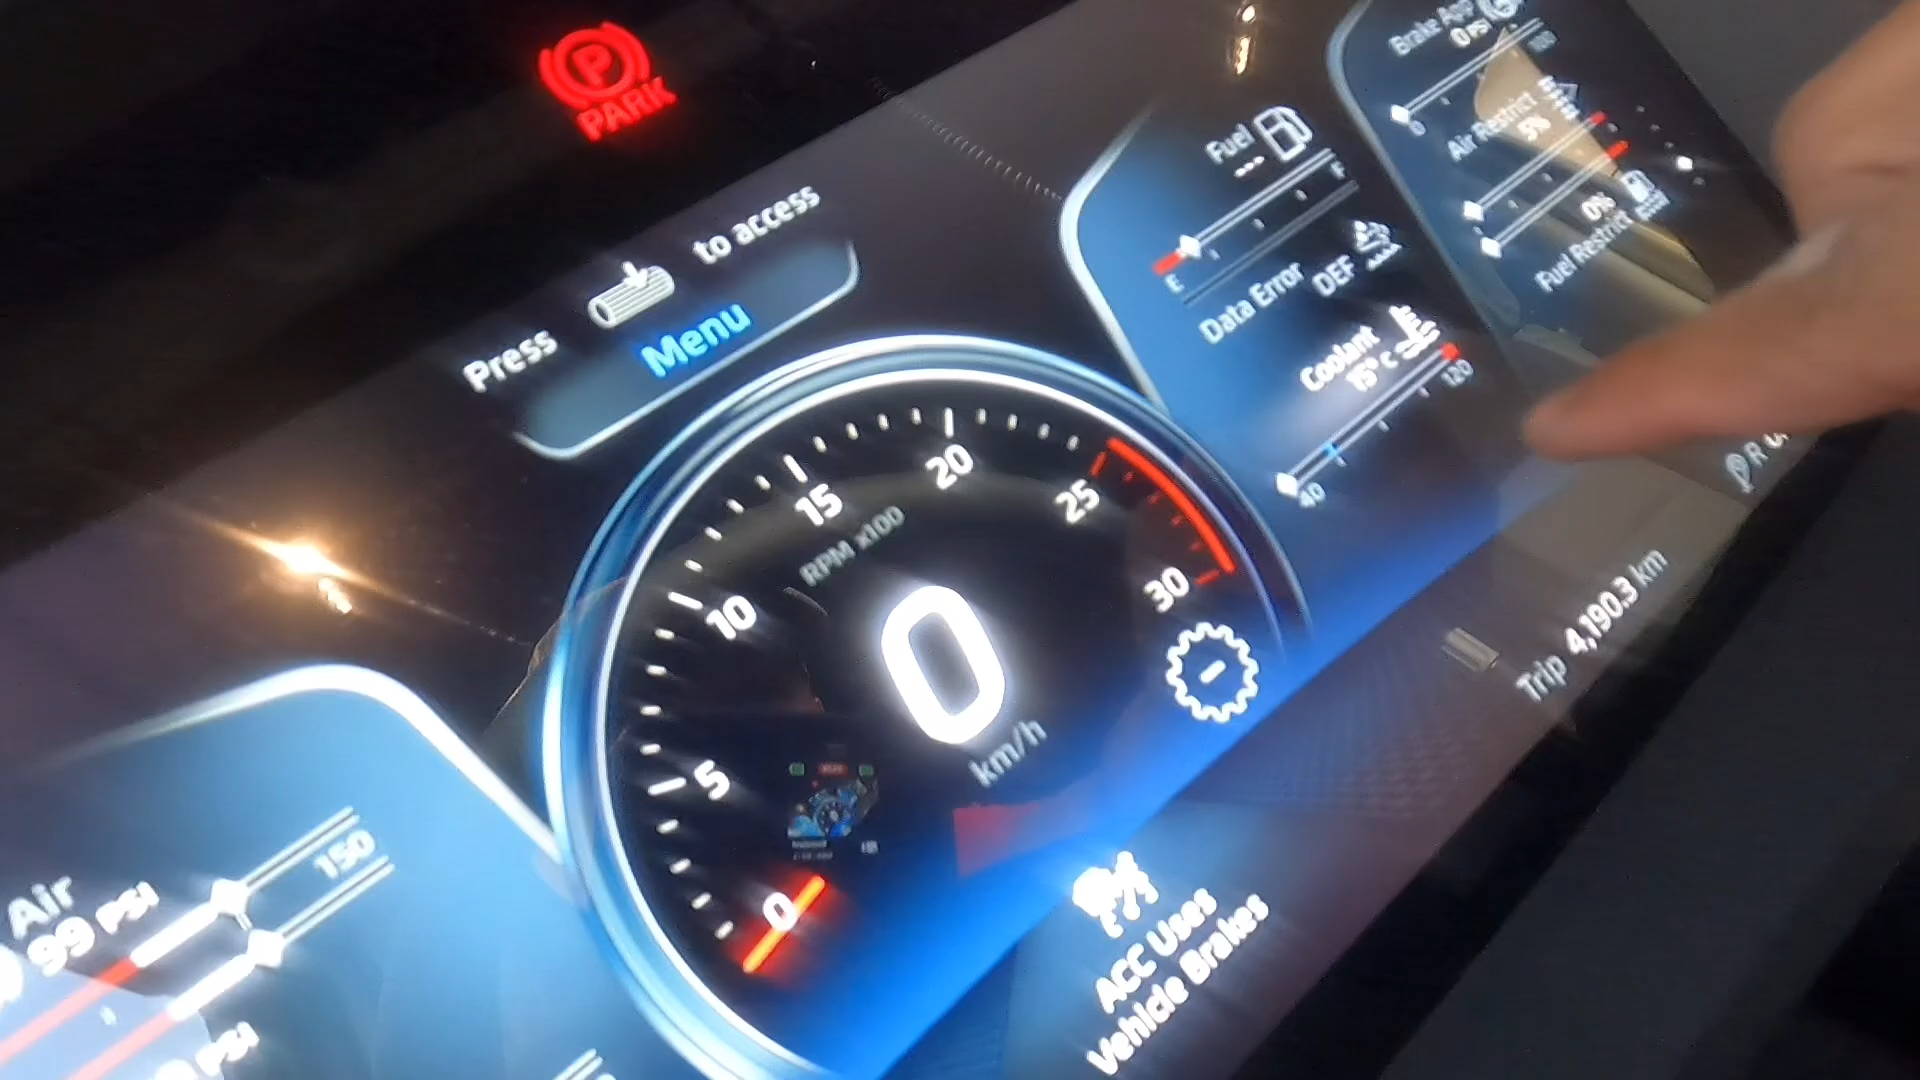 P
PARK
Press
to access
Menu
Fuel
---
E
F
Data Error
DEF
Coolant
15° C
40
120
Brake App
0 PSI
0
100
Air Restrict
5%
0%
Fuel Restrict
0
5
10
15
20
25
30
RPM x100
0
km/h
-
Trip 4,190.3 km
ACC Uses
Vehicle Brakes
Air
99 PSI
150
PSI